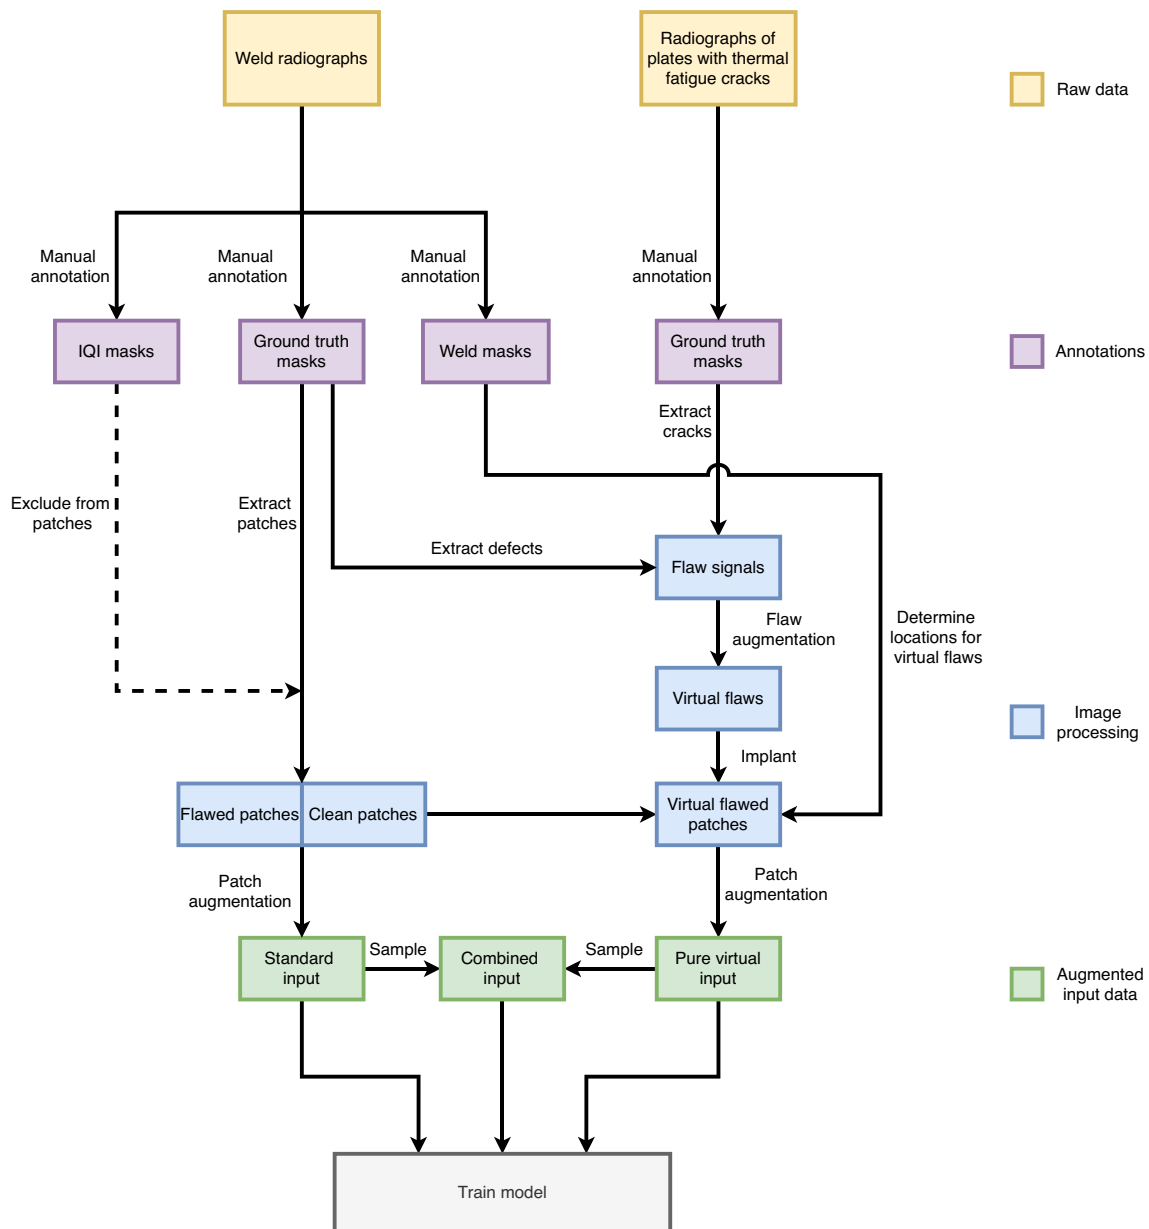 Weld radiographs
Radiographs of
plates with thermal
fatigue cracks
Raw data
Manual
annotation
Manual
annotation
Manual
annotation
Manual
annotation
IQI masks
Ground truth
masks
Weld masks
Ground truth
masks
Annotations
Extract
cracks
Exclude from
patches
Extract
patches
Extract defects
Flaw signals
Flaw
augmentation
Determine
locations for
virtual flaws
Virtual flaws
Image
processing
Implant
Flawed patches
Clean patches
Virtual flawed
patches
Patch
augmentation
Patch
augmentation
Standard
input
Sample
Combined
input
Sample
Pure virtual
input
Augmented
input data
Train model